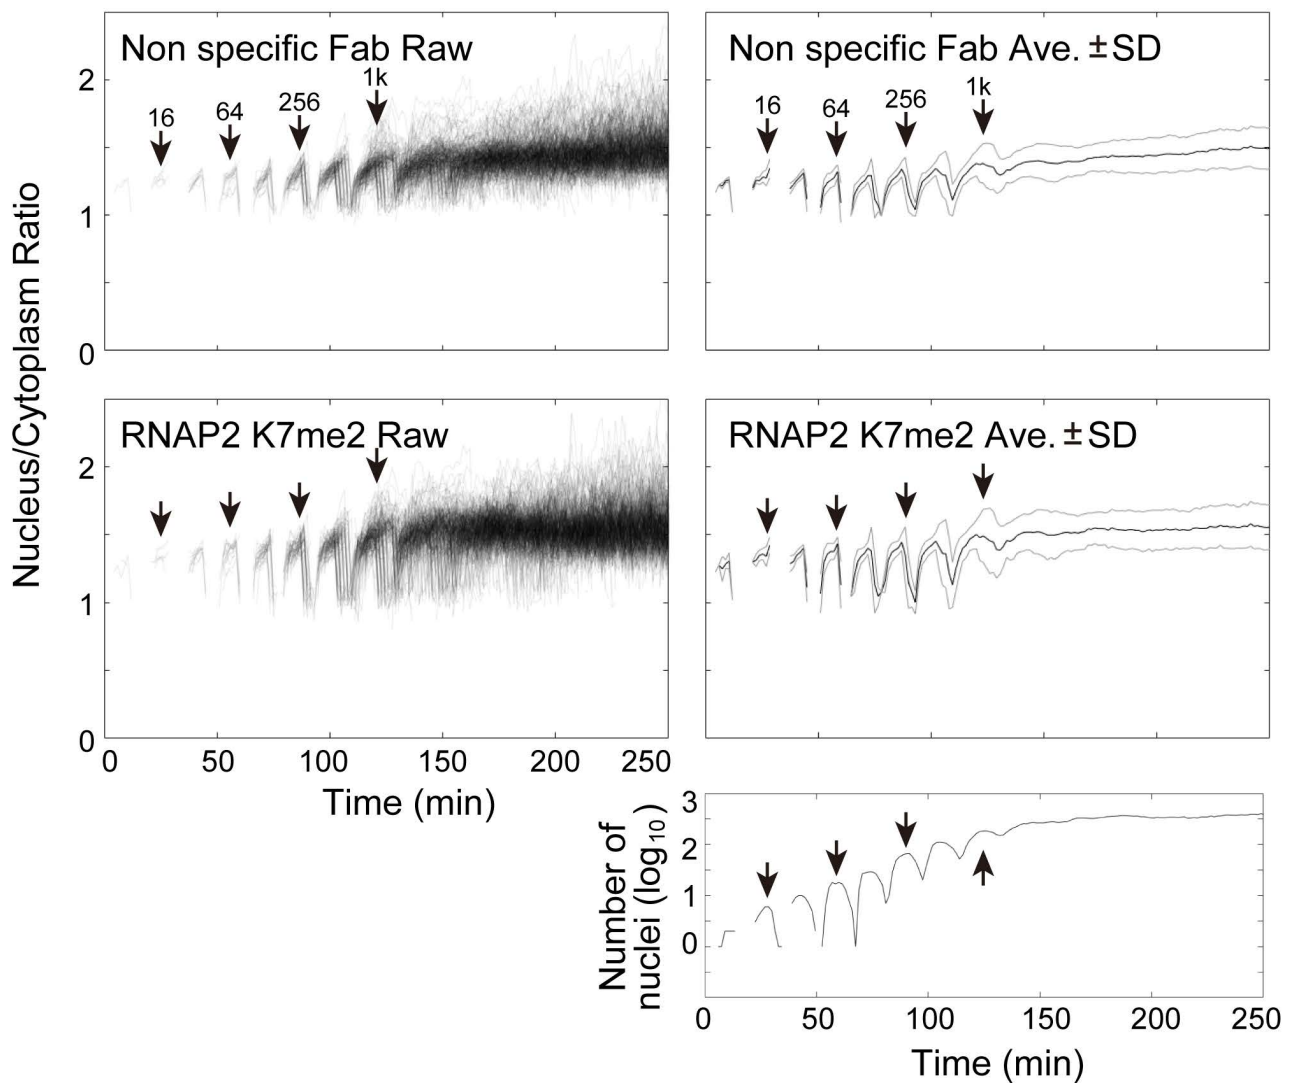 Non specific Fab Raw
Non specific Fab Ave. ±SD
16
64
256
1k
16
64
256
1k
2
1
0
Nucleus/Cytoplasm Ratio
RNAP2 K7me2 Raw
RNAP2 K7me2 Ave. ±SD
2
1
0
0
50
100
150
200
250
Time (min)
Number of
nuclei (log10)
3
2
1
0
0
50
100
150
200
250
Time (min)